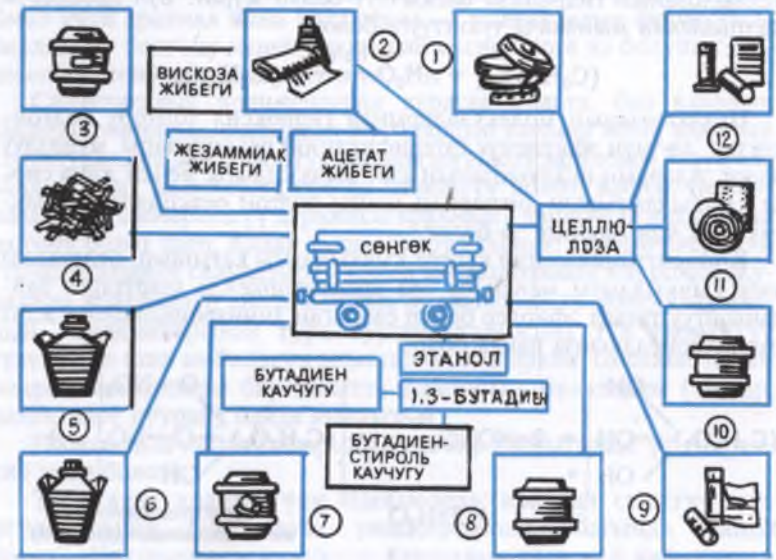 ②
①
ВИСКОЗА
ЖИБЕГИ
③
⑫
ЖЕЗАММИАК
ЖИБЕГИ
АЦЕТАТ
ЖИБЕГИ
СӨНГӨК
ЦЕЛЛЮ
ЛОЗА
④
⑪
ЭТАНОЛ
БУТАДИЕН
КАУЧУГУ
1,3-БУТАДИЕН
⑤
⑩
БУТАДИЕН-
СТИРОЛЬ
КАУЧУГУ
⑥
⑦
⑧
⑨